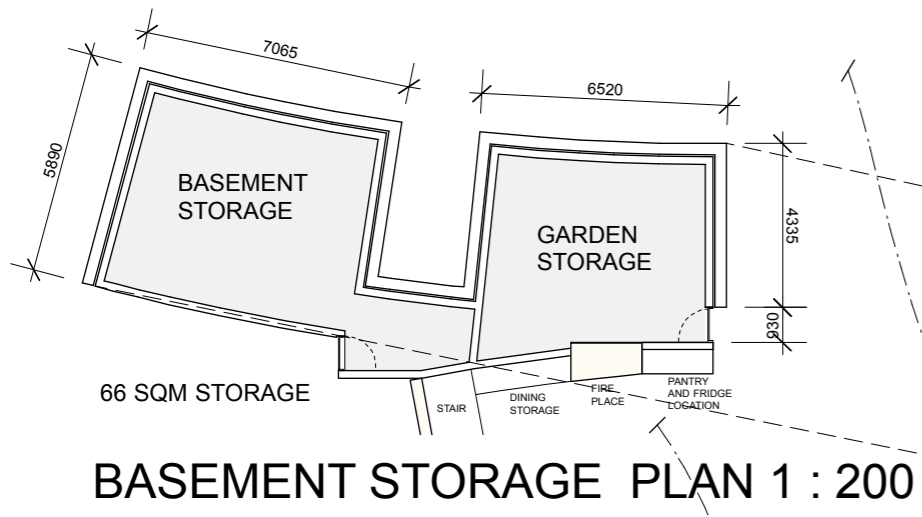 7065
6520
5890
BASEMENT
STORAGE
GARDEN
STORAGE
4335
930
66 SQM STORAGE
STAIR
DINING
STORAGE
FIRE
PLACE
PANTRY
AND FRIDGE
LOCATION
BASEMENT STORAGE PLAN 1 : 200